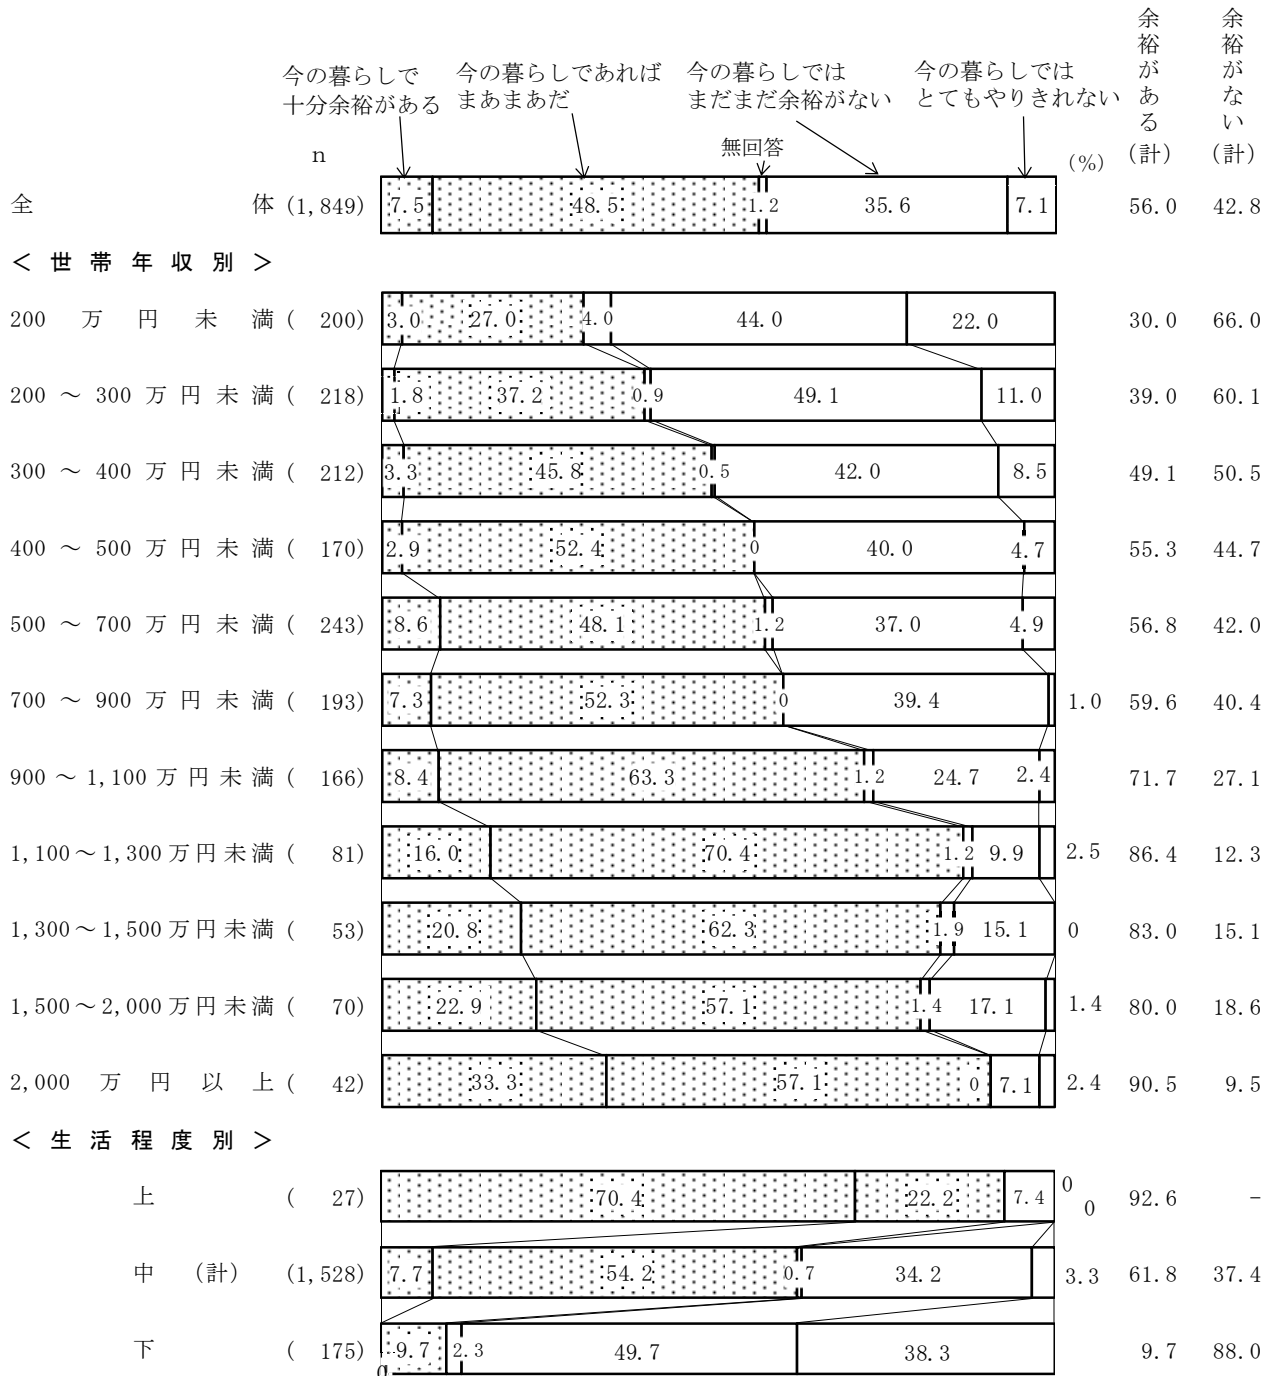 余裕がある（計）
余裕がない（計）
今の暮らしで
十分余裕がある
今の暮らしであれば
まあまあだ
今の暮らしでは
まだまだ余裕がない
今の暮らしでは
とてもやりきれない
無回答
n
(%)
全体 (1,849) 7.5 48.5 1.2 35.6 7.1 56.0 42.8
＜世帯年収別＞
200万円未満 ( 200) 3.0 27.0 4.0 44.0 22.0 30.0 66.0
200～300万円未満 ( 218) 1.8 37.2 0.9 49.1 11.0 39.0 60.1
300～400万円未満 ( 212) 3.3 45.8 0.5 42.0 8.5 49.1 50.5
400～500万円未満 ( 170) 2.9 52.4 0 40.0 4.7 55.3 44.7
500～700万円未満 ( 243) 8.6 48.1 1.2 37.0 4.9 56.8 42.0
700～900万円未満 ( 193) 7.3 52.3 0 39.4 1.0 59.6 40.4
900～1,100万円未満 ( 166) 8.4 63.3 1.2 24.7 2.4 71.7 27.1
1,100～1,300万円未満 ( 81) 16.0 70.4 1.2 9.9 2.5 86.4 12.3
1,300～1,500万円未満 ( 53) 20.8 62.3 1.9 15.1 0 83.0 15.1
1,500～2,000万円未満 ( 70) 22.9 57.1 1.4 17.1 1.4 80.0 18.6
2,000万円以上 ( 42) 33.3 57.1 0 7.1 2.4 90.5 9.5
＜生活程度別＞
上 ( 27) 70.4 22.2 7.4 0 0 92.6 －
中（計） (1,528) 7.7 54.2 0.7 34.2 3.3 61.8 37.4
下 ( 175) 0 9.7 2.3 49.7 38.3 9.7 88.0